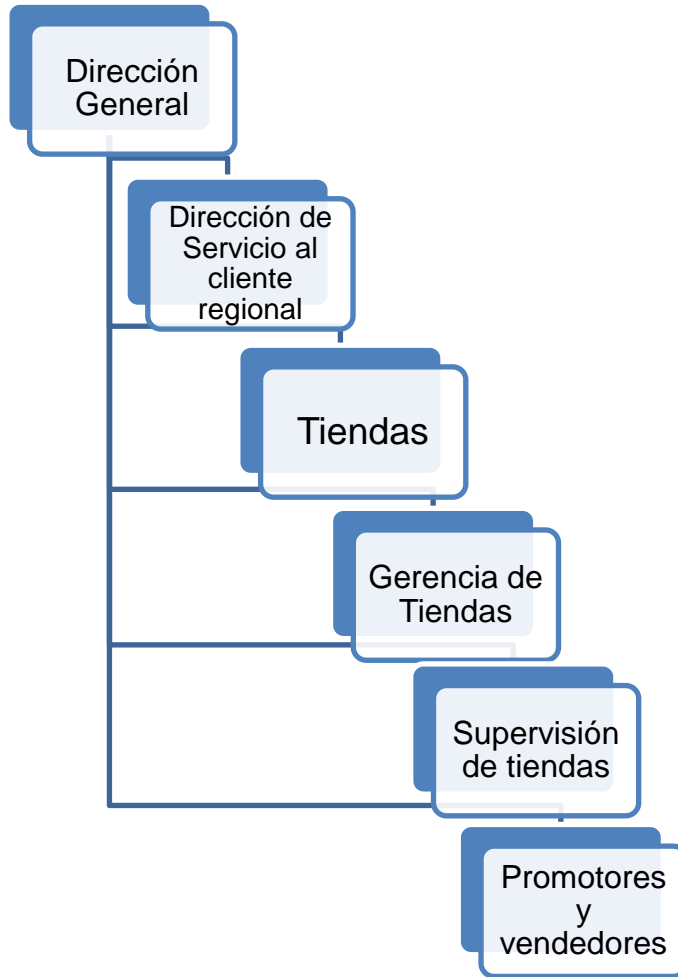 Dirección
General
Dirección de
Servicio al
cliente
regional
Tiendas
Gerencia de
Tiendas
Supervisión
de tiendas
Promotores
y
vendedores